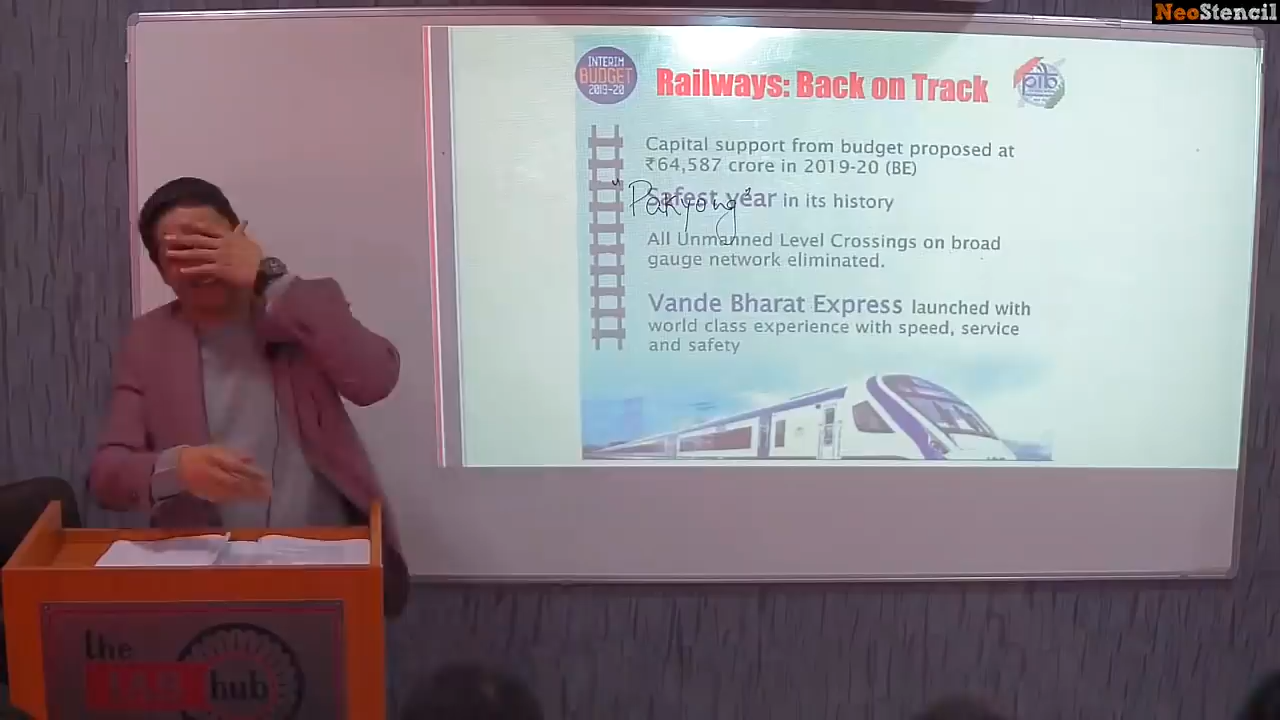 NeoStencil
INTERIM
BUDGET
2019-20
Railways: Back on Track
pib
Capital support from budget proposed at
₹64,587 crore in 2019-20 (BE)
"Pakyong"
Safest year in its history
All Unmanned Level Crossings on broad
gauge network eliminated.
Vande Bharat Express launched with
world class experience with speed, service
and safety
the
IAS hub